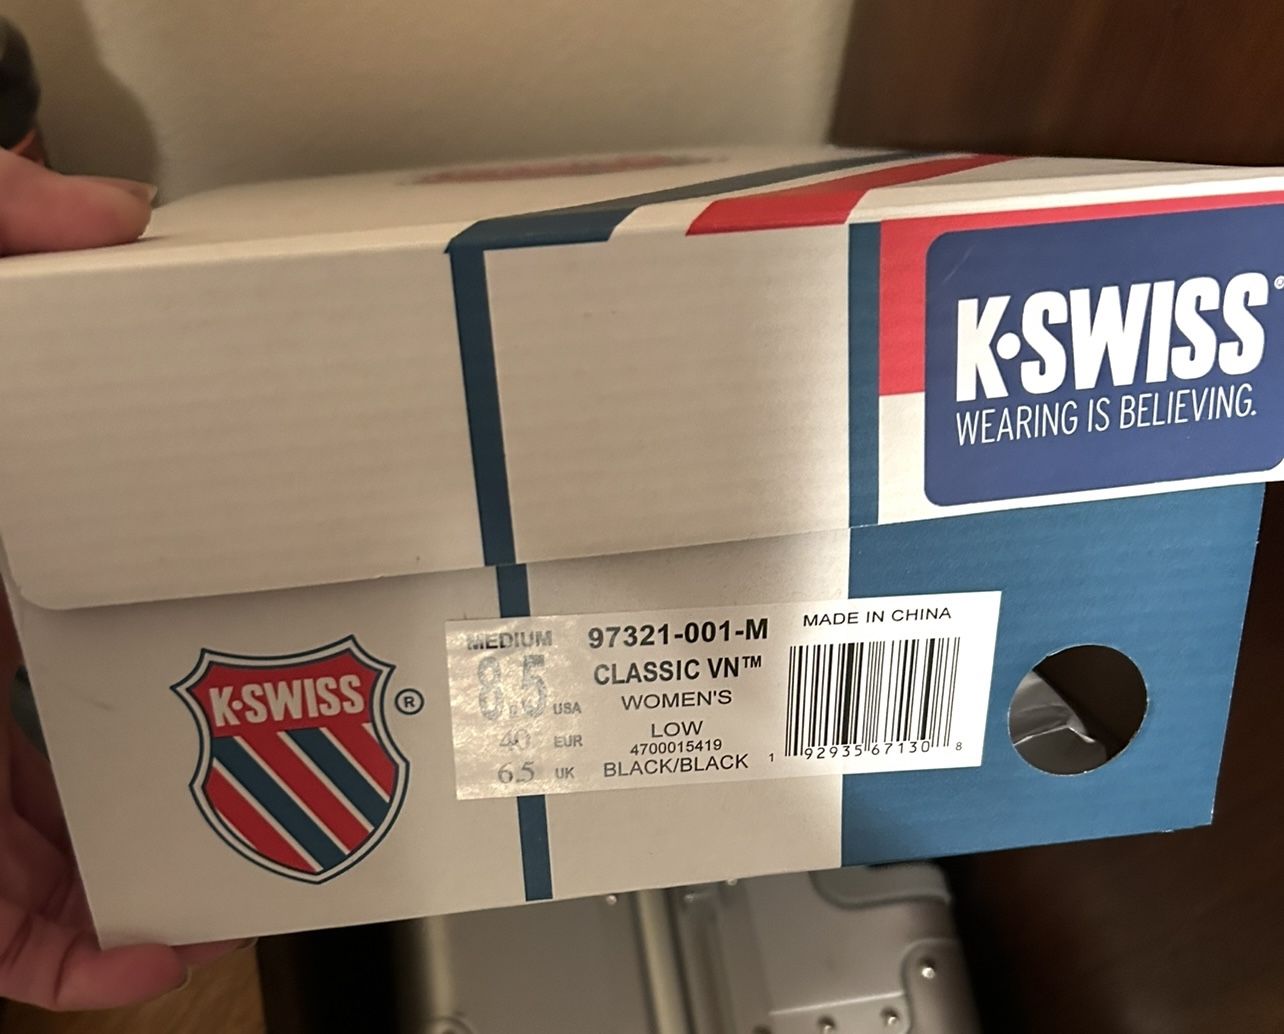 K·SWISS®
WEARING IS BELIEVING.
K·SWISS ®
MEDIUM
8.5 USA
40 EUR
6.5 UK
97321-001-M
CLASSIC VN™
WOMEN'S
LOW
4700015419
BLACK/BLACK
MADE IN CHINA
1 92935 67130 8